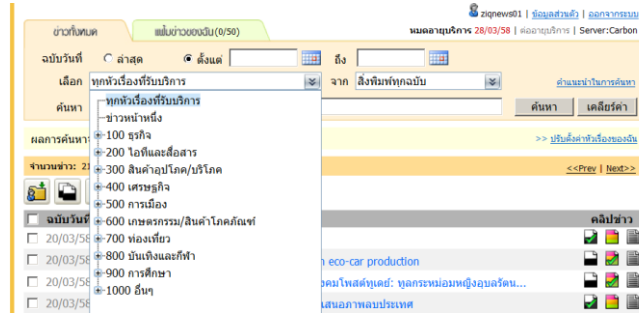 ziqnews01 | ข้อมูลส่วนตัว | ออกจากระบบ
ข่าวทั้งหมด แฟ้มข่าวของฉัน(0/50) หมดอายุบริการ 28/03/58 | ต่ออายุบริการ | Server:Carbon
ฉบับวันที่ ล่าสุด ตั้งแต่ ถึง
เลือก ทุกหัวเรื่องที่รับบริการ จาก สิ่งพิมพ์ทุกฉบับ คำแนะนำในการค้นหา
ค้นหา ค้นหา เคลียร์ค่า
ทุกหัวเรื่องที่รับบริการ
ข่าวหน้าหนึ่ง
100 ธุรกิจ
200 ไอทีและสื่อสาร
300 สินค้าอุปโภค/บริโภค
400 เศรษฐกิจ
500 การเมือง
600 เกษตรกรรม/สินค้าโภคภัณฑ์
700 ท่องเที่ยว
800 บันเทิงและกีฬา
900 การศึกษา
1000 อื่นๆ
ผลการค้นหา: >> ปรับตั้งค่าหัวเรื่องของฉัน
จำนวนข่าว: <<Prev | Next>>
ฉบับวันที่ คลิปข่าว
20/03/58
20/03/58 eco-car production
20/03/58 คมโพสต์ทูเดย์: ทูลกระหม่อมหญิงอุบลรัตน...
20/03/58 เสนอภาพลบประเทศ